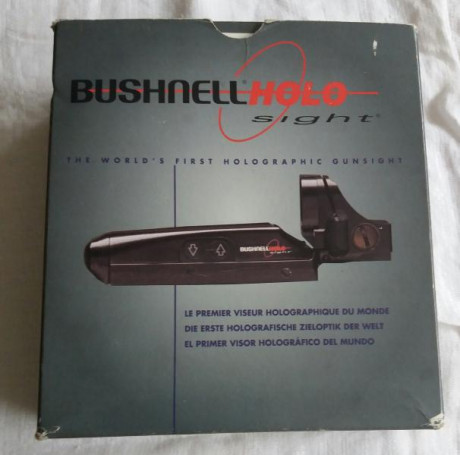 BUSHNELL® HOLO
sight®
THE WORLD'S FIRST HOLOGRAPHIC GUNSIGHT
BUSHNELL HOLO
sight
LE PREMIER VISEUR HOLOGRAPHIQUE DU MONDE
DIE ERSTE HOLOGRAFISCHE ZIELOPTIK DER WELT
EL PRIMER VISOR HOLOGRÁFICO DEL MUNDO